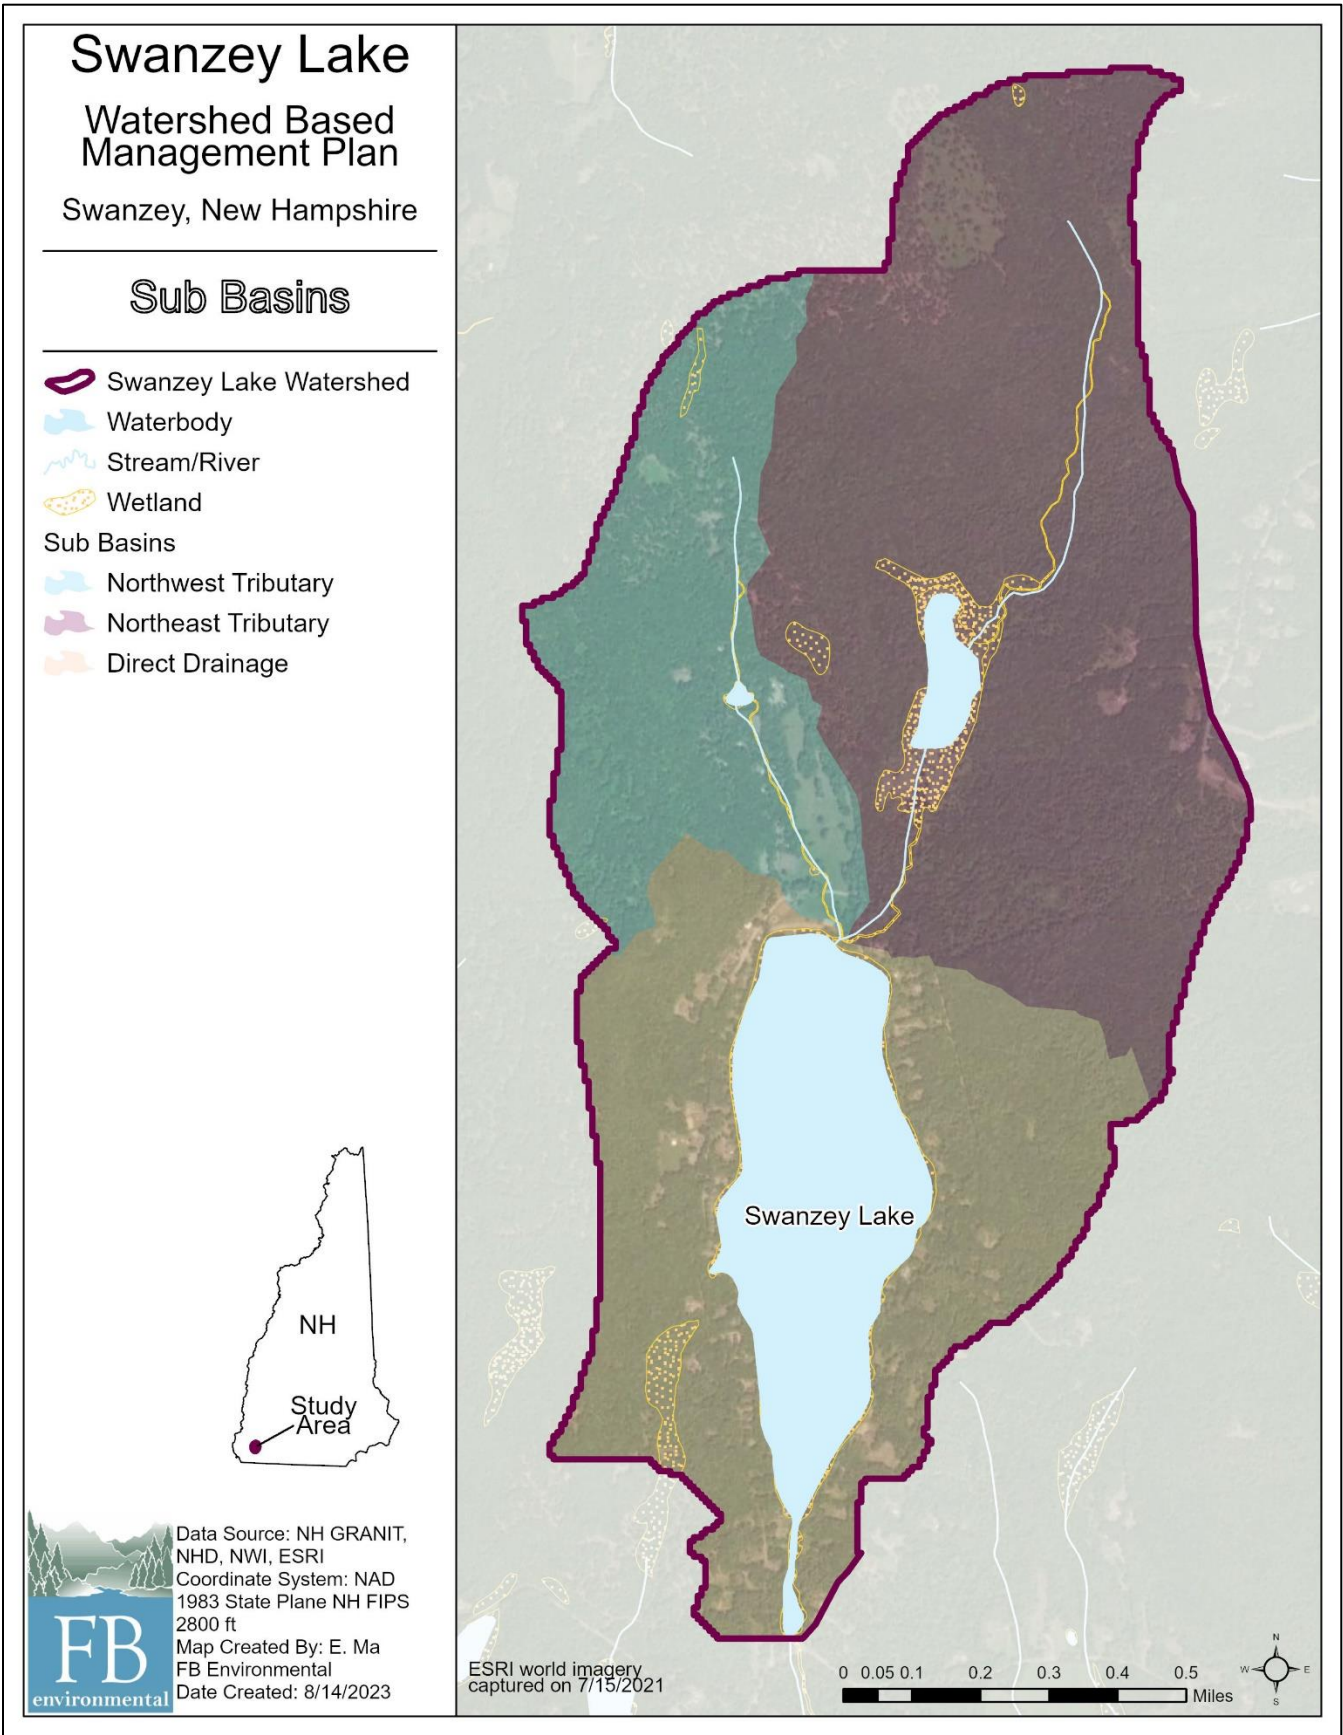 Swanzey Lake
Watershed Based
Management Plan
Swanzey, New Hampshire
Sub Basins
Swanzey Lake Watershed
Waterbody
Stream/River
Wetland
Sub Basins
Northwest Tributary
Northeast Tributary
Direct Drainage
NH
Study
Area
FB
environmental
Data Source: NH GRANIT,
NHD, NWI, ESRI
Coordinate System: NAD
1983 State Plane NH FIPS
2800 ft
Map Created By: E. Ma
FB Environmental
Date Created: 8/14/2023
Swanzey Lake
ESRI world imagery
captured on 7/15/2021
0 0.05 0.1 0.2 0.3 0.4 0.5
Miles
N
W E
S